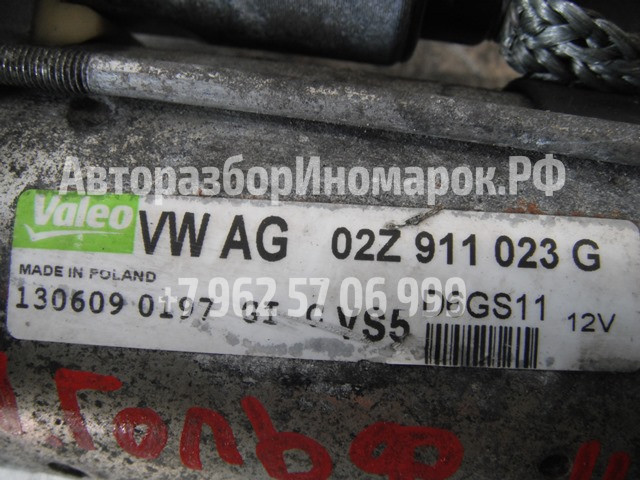 АвторазборИномарок.РФ
Valeo VW AG 02Z 911 023 G
MADE IN POLAND
+7 962 57 06 999
130609 0197 VS5 D6GS11 12V
Гольф